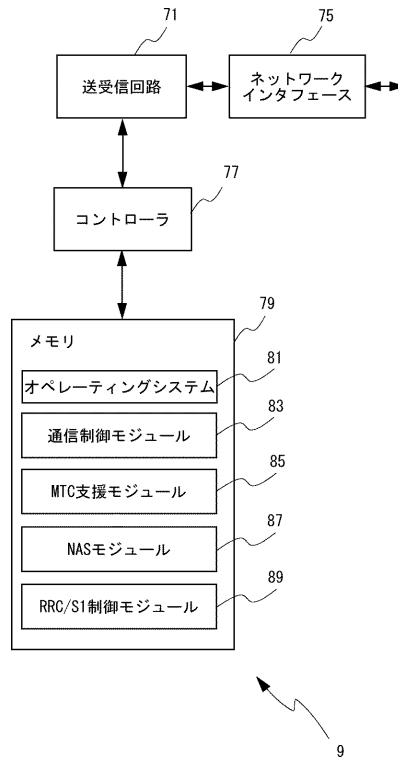 71
送受信回路
75
ネットワーク
インタフェース
77
コントローラ
79
メモリ
81
オペレーティングシステム
83
通信制御モジュール
85
MTC支援モジュール
87
NASモジュール
89
RRC/S1制御モジュール
9